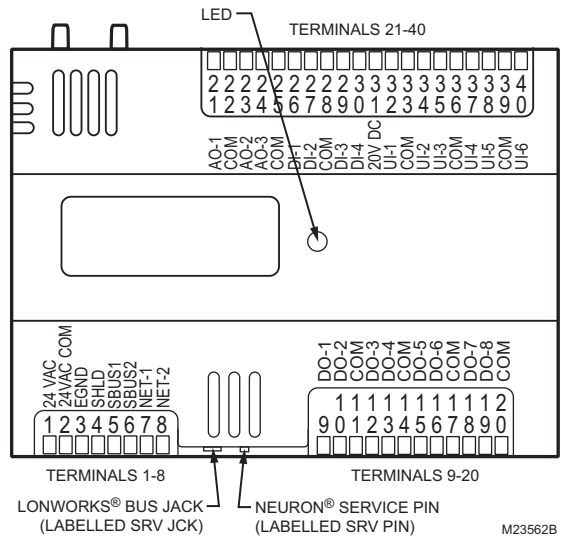 LED
TERMINALS 21-40
2 2 2 2 2 2 2 2 2 3 3 3 3 3 3 3 3 3 3 4
1 2 3 4 5 6 7 8 9 0 1 2 3 4 5 6 7 8 9 0
AO-1
COM
AO-2
AO-3
COM
DI-1
DI-2
COM
DI-3
DI-4
20V DC
UI-1
COM
UI-2
UI-3
COM
UI-4
UI-5
COM
UI-6
24 VAC
24VAC COM
EGND
SHLD
SBUS1
SBUS2
NET-1
NET-2
1 2 3 4 5 6 7 8
DO-1
DO-2
COM
DO-3
DO-4
COM
DO-5
DO-6
COM
DO-7
DO-8
COM
1 1 1 1 1 1 1 1 1 1 2
9 0 1 2 3 4 5 6 7 8 9 0
TERMINALS 1-8
TERMINALS 9-20
LONWORKS® BUS JACK
(LABELLED SRV JCK)
NEURON® SERVICE PIN
(LABELLED SRV PIN)
M23562B